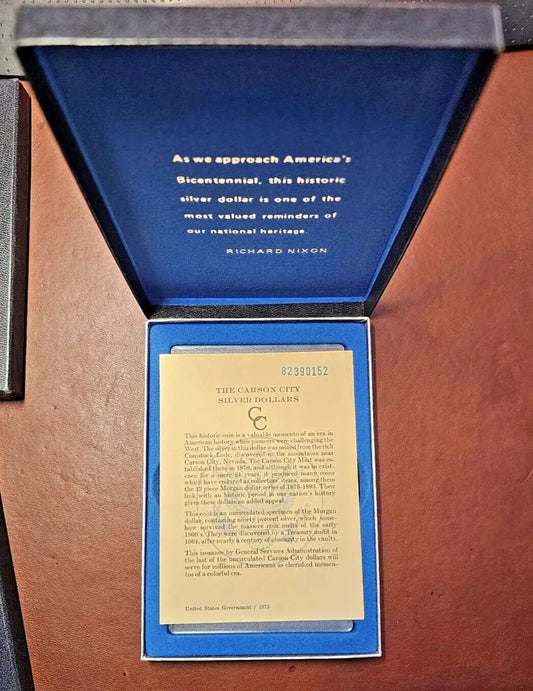 As we approach America's
Bicentennial, this historic
silver dollar is one of the
most valued reminders of
our national heritage.
RICHARD NIXON
82390152
THE CARSON CITY
SILVER DOLLARS
CC
This historic coin is a valuable memento of an era in
American history when pioneers were challenging the
West. The silver in this dollar was mined from the rich
Comstock Lode, discovered in the mountains near
Carson City, Nevada. The Carson City Mint was es-
tablished there in 1870, and although it was in exist-
ence for a mere 24 years, it produced many coins
which have endured as collectors' items, among them
the 13 piece Morgan dollar series of 1878-1893. Their
link with an historic period in our nation's history
gives these dollars an added appeal.
This coin is an uncirculated specimen of the Morgan
dollar, containing ninety percent silver, which some-
how survived the massive coin melts of the early
1900's. They were discovered by a Treasury audit in
1964, after nearly a century of obscurity in the vaults.
This issuance by General Services Administration of
the last of the uncirculated Carson City dollars will
serve for millions of Americans as cherished memen-
tos of a colorful era.
United States Government / 1972